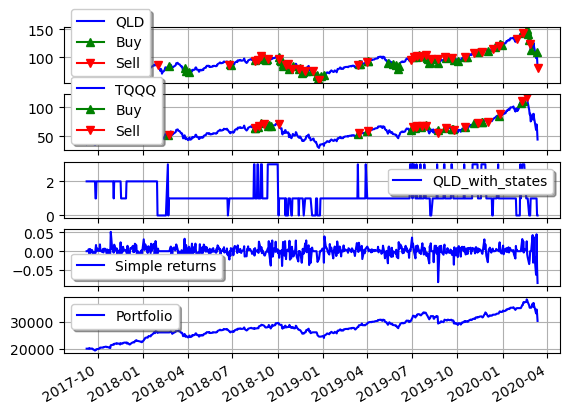 150
100
QLD
Buy
Sell
100
50
TQQQ
Buy
Sell
2
0
QLD_with_states
0.05
0.00
−0.05
Simple returns
30000
20000
Portfolio
2017-10
2018-01
2018-04
2018-07
2018-10
2019-01
2019-04
2019-07
2019-10
2020-01
2020-04